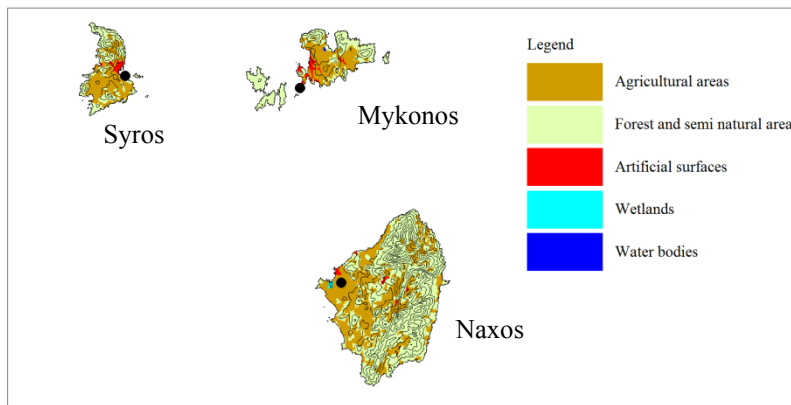 Syros
Mykonos
Naxos
Legend
Agricultural areas
Forest and semi natural area
Artificial surfaces
Wetlands
Water bodies